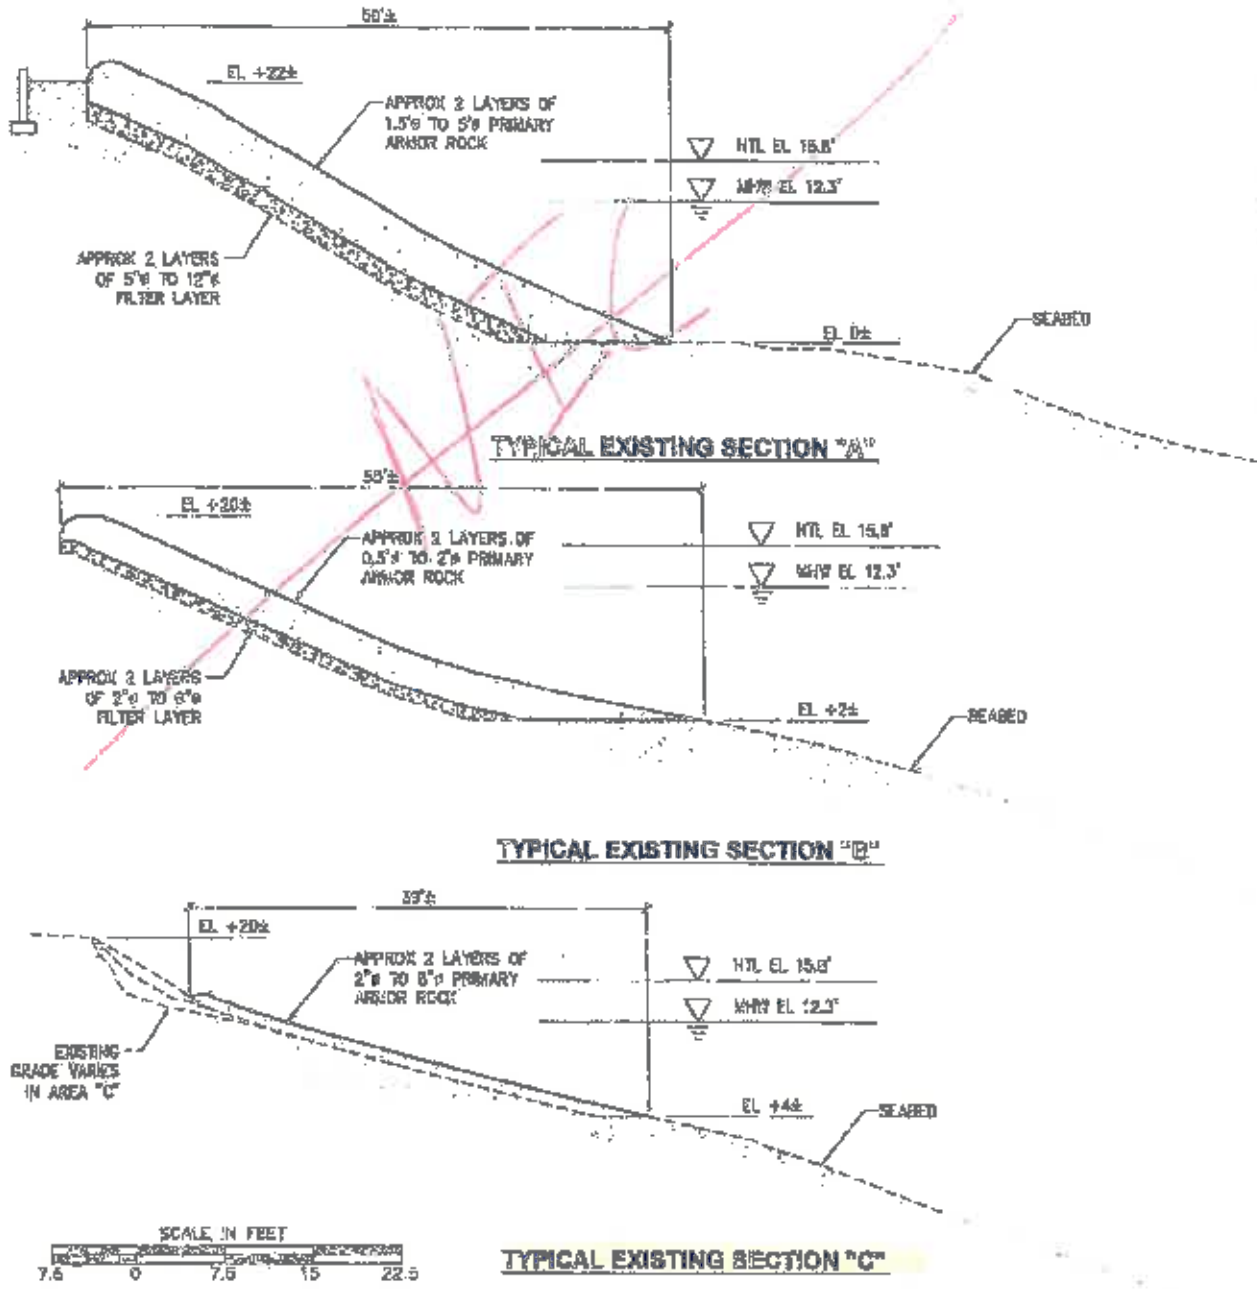 50'±
EL +22±
APPROX 2 LAYERS OF
1.5'ø TO 5'ø PRIMARY
ARMOR ROCK
HTL EL 15.8'
MHW EL 12.3'
APPROX 2 LAYERS
OF 5"ø TO 12"ø
FILTER LAYER
EL 0±
SEABED
TYPICAL EXISTING SECTION "A"
55'±
EL +20±
APPROX 2 LAYERS OF
0.5'ø TO 2'ø PRIMARY
ARMOR ROCK
HTL EL 15.8'
MHW EL 12.3'
APPROX 2 LAYERS
OF 2"ø TO 6"ø
FILTER LAYER
EL +2±
SEABED
TYPICAL EXISTING SECTION "B"
39'±
EL +20±
APPROX 2 LAYERS OF
PRIMARY
ARMOR ROCK
HTL EL 15.8'
MHW EL 12.3'
EXISTING
GRADE VARIES
IN AREA "C"
EL +4±
SEABED
SCALE IN FEET
7.5 0 7.5 15 22.5
TYPICAL EXISTING SECTION "C"